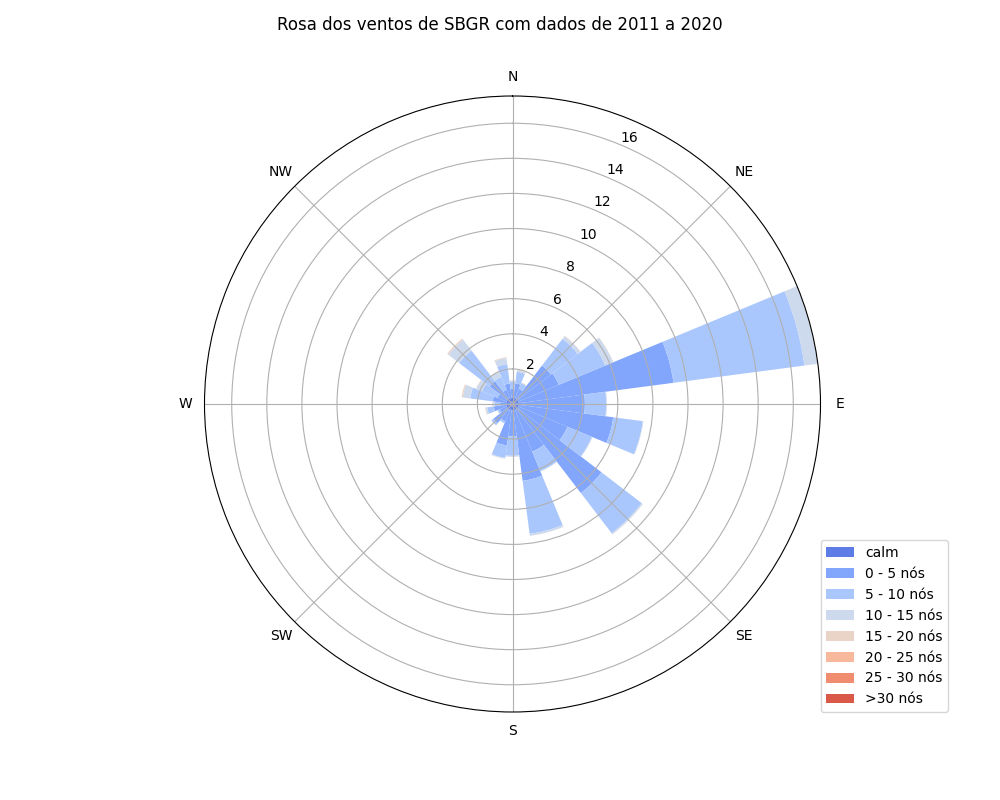 Rosa dos ventos de SBGR com dados de 2011 a 2020
N
NW
NE
16
14
12
10
8
6
4
2
W
E
SW
SE
S
calm
0 - 5 nós
5 - 10 nós
10 - 15 nós
15 - 20 nós
20 - 25 nós
25 - 30 nós
>30 nós